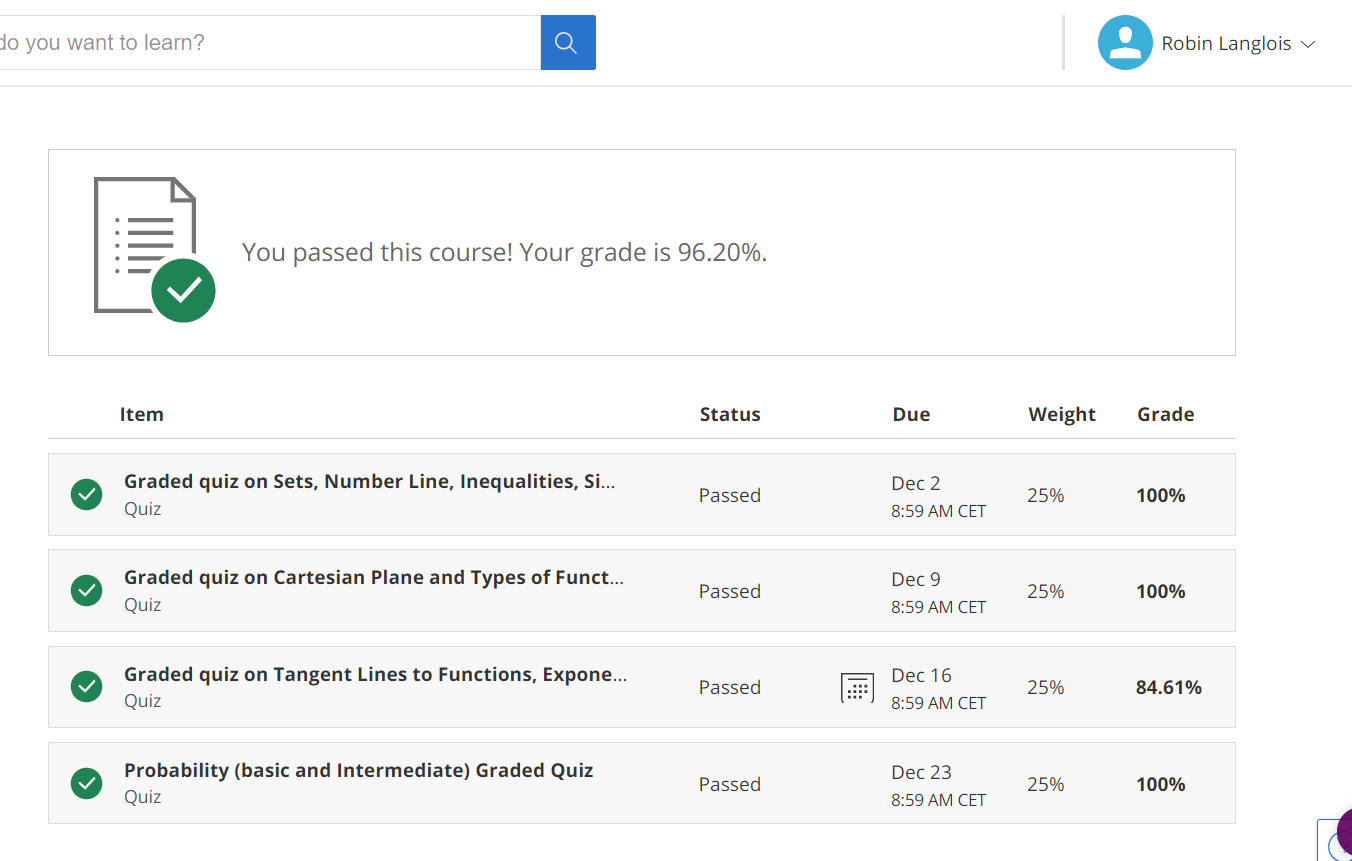 do you want to learn?
Robin Langlois
You passed this course! Your grade is 96.20%.
Item Status Due Weight Grade
Graded quiz on Sets, Number Line, Inequalities, Si...
Quiz
Passed
Dec 2
8:59 AM CET
25%
100%
Graded quiz on Cartesian Plane and Types of Funct...
Quiz
Passed
Dec 9
8:59 AM CET
25%
100%
Graded quiz on Tangent Lines to Functions, Expone...
Quiz
Passed
Dec 16
8:59 AM CET
25%
84.61%
Probability (basic and Intermediate) Graded Quiz
Quiz
Passed
Dec 23
8:59 AM CET
25%
100%